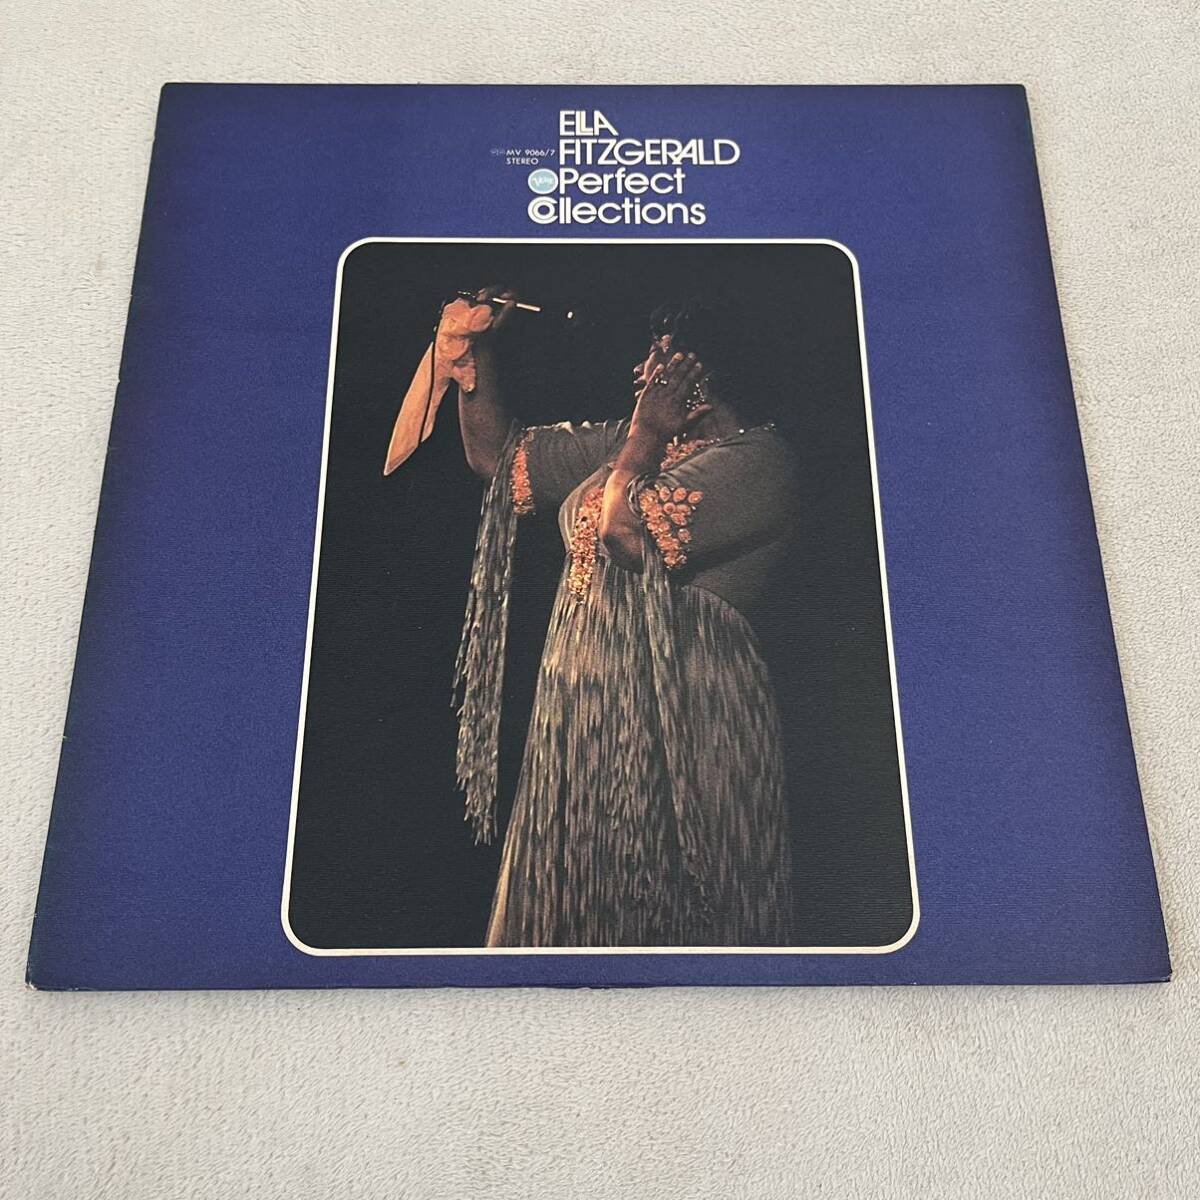 ELLA
FITZGERALD
MV 9066/7
STEREO
Verve
Perfect
Collections